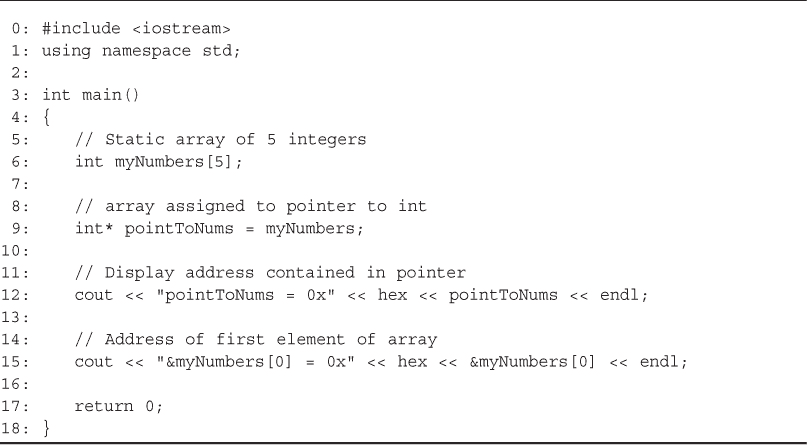 0: #include <iostream>
1: using namespace std;
2:
3: int main()
4: {
5:    // Static array of 5 integers
6:    int myNumbers[5];
7:
8:    // array assigned to pointer to int
9:    int* pointToNums = myNumbers;
10:
11:    // Display address contained in pointer
12:    cout << "pointToNums = 0x" << hex << pointToNums << endl;
13:
14:    // Address of first element of array
15:    cout << "&myNumbers[0] = 0x" << hex << &myNumbers[0] << endl;
16:
17:    return 0;
18: }